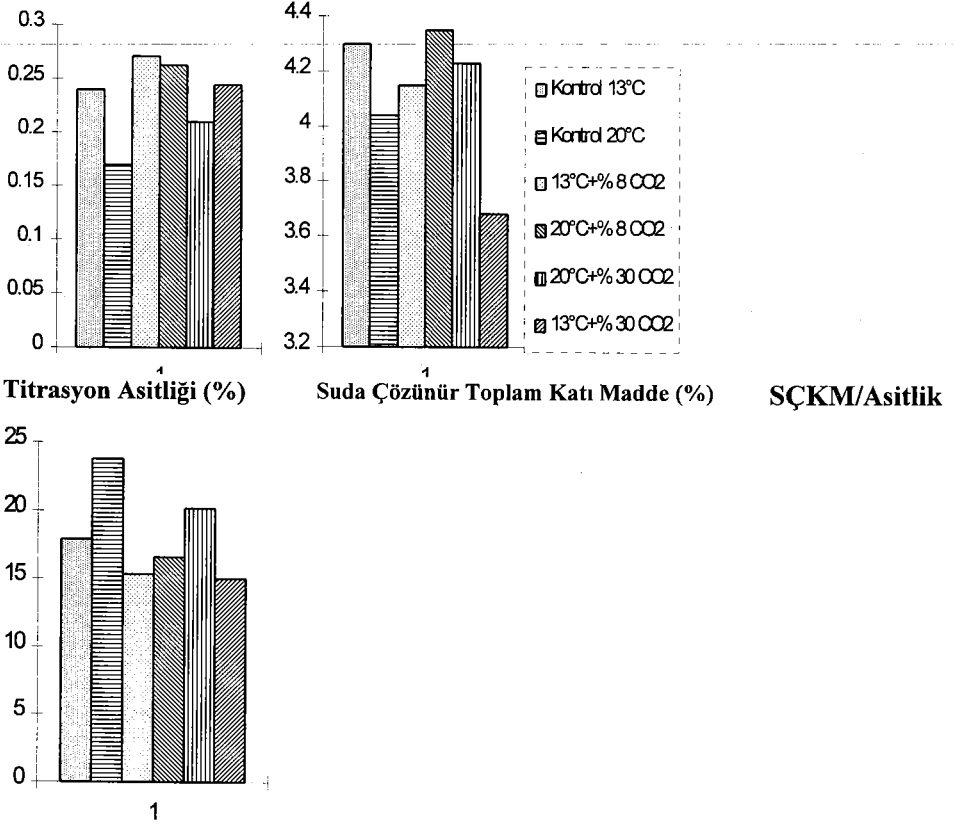 0.3
0.25
0.2
0.15
0.1
0.05
0
1
Titrasyon Asitliği (%)
4.4
4.2
4
3.8
3.6
3.4
3.2
1
Suda Çözünür Toplam Katı Madde (%)
Kontrol 13°C
Kontrol 20°C
13°C+% 8 CO2
20°C+% 8 CO2
20°C+% 30 CO2
13°C+% 30 CO2
SÇKM/Asitlik
25
20
15
10
5
0
1